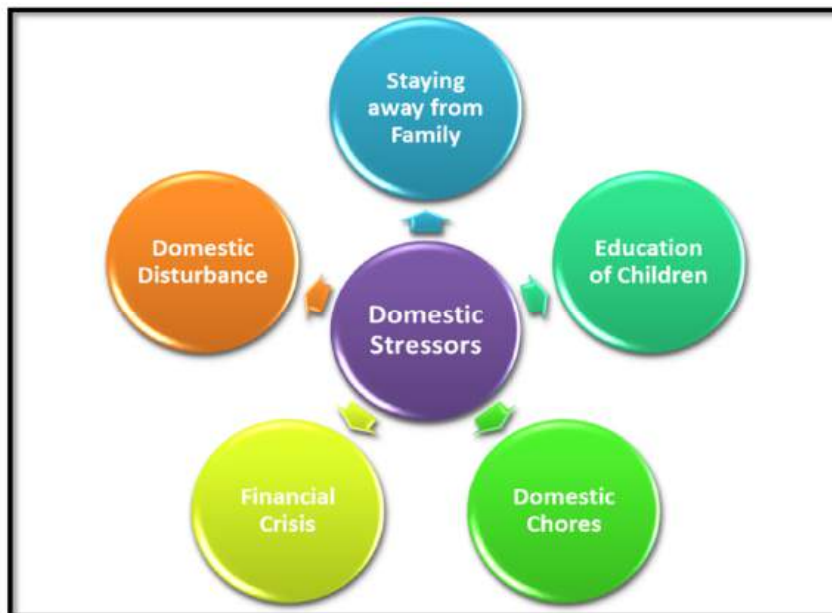 Staying
away from
Family
Education
of Children
Domestic
Chores
Financial
Crisis
Domestic
Disturbance
Domestic
Stressors